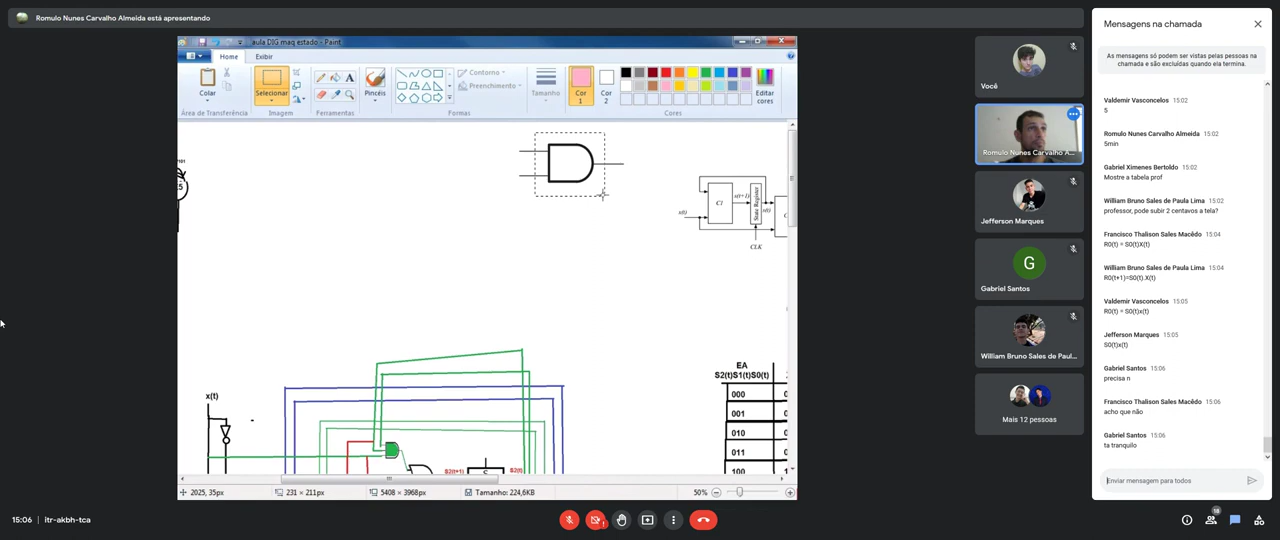 Romulo Nunes Carvalho Almeida está apresentando
aula DIG maq estado - Paint
Home
Exibir
Colar
Selecionar
Pincéis
Contorno
Preenchimento
Tamanho
Cor
1
Cor
2
Editar
cores
Área de Transferência
Imagem
Ferramentas
Formas
Cores
C1
s(t+1)
State Register
s(t)
x(t)
CLK
EA
S2(t)S1(t)S0(t)
000
001
010
011
100
x(t)
S2(t+1)
S
S2(t)
2025, 35px
231 × 211px
5408 × 3968px
Tamanho: 224,6KB
50%
Você
Romulo Nunes Carvalho A...
Jefferson Marques
G
Gabriel Santos
William Bruno Sales de Paul...
Mais 12 pessoas
Mensagens na chamada
As mensagens só podem ser vistas pelas pessoas na
chamada e são excluídas quando ela termina.
Valdemir Vasconcelos 15:02
S
Romulo Nunes Carvalho Almeida 15:02
5min
Gabriel Ximenes Bertoldo 15:02
Mostre a tabela prof
William Bruno Sales de Paula Lima 15:02
professor, pode subir 2 centavos a tela?
Francisco Thalison Sales Macêdo 15:04
R0(t) = S0(t)X(t)
William Bruno Sales de Paula Lima 15:04
R0(t+1)=S0(t).X(t)
Valdemir Vasconcelos 15:05
R0(t) = S0(t)x(t)
Jefferson Marques 15:05
S0(t)x(t)
Gabriel Santos 15:06
precisa n
Francisco Thalison Sales Macêdo 15:06
acho que não
Gabriel Santos 15:06
ta tranquilo
Enviar mensagem para todos
15:06 | itr-akbh-tca
18